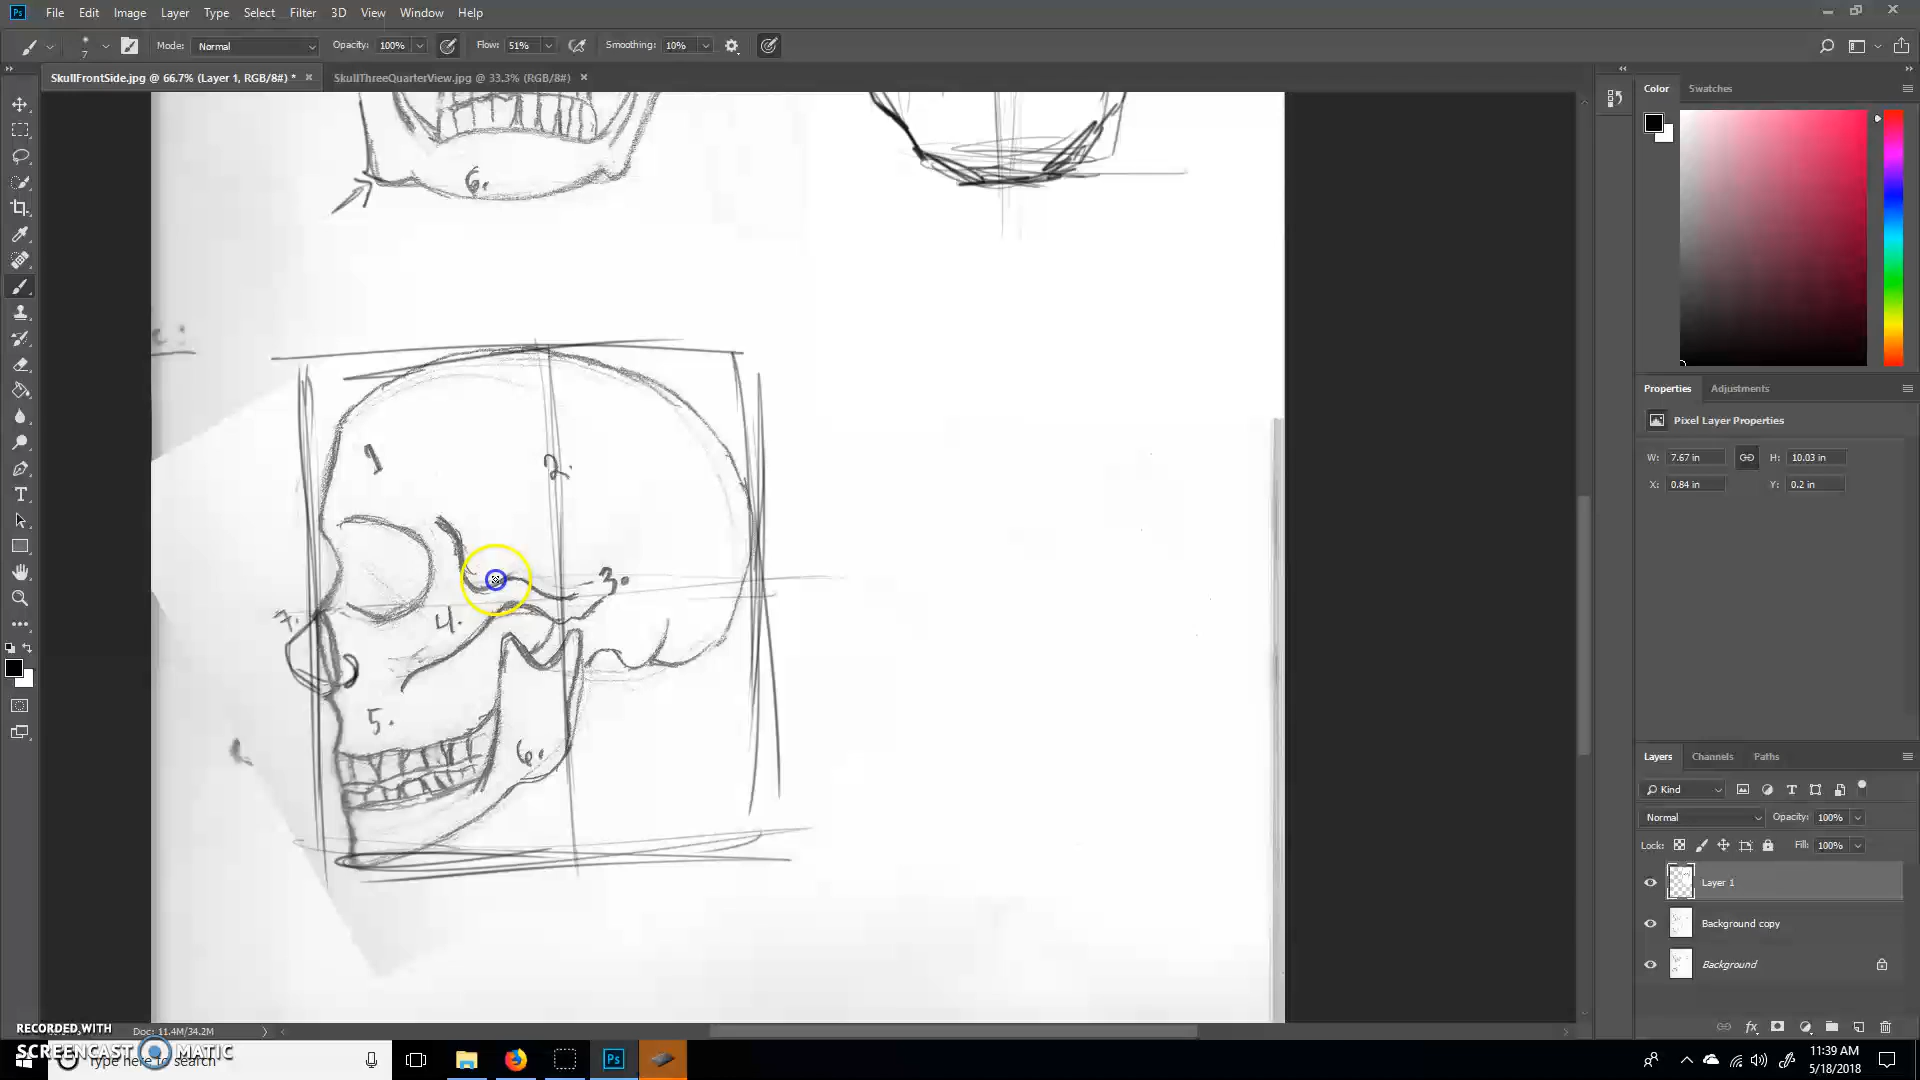 Ps File Edit Image Layer Type Select Filter 3D View Window Help
7 Mode: Normal Opacity: 100% Flow: 51% Smoothing: 10%
SkullFrontSide.jpg @ 66.7% (Layer 1, RGB/8#) * SkullThreeQuarterView.jpg @ 33.3% (RGB/8#)
Color Swatches
6.
1
2.
3.
4.
7.
5.
6.
Properties Adjustments
Pixel Layer Properties
W: 7.67 in H: 10.03 in
X: 0.84 in Y: 0.2 in
Layers Channels Paths
Kind
Normal Opacity: 100%
Lock: Fill: 100%
Layer 1
Background copy
Background
Doc: 11.4M/34.2M
RECORDED WITH
SCREENCAST MATIC
Type here to search
Ps
11:39 AM
5/18/2018